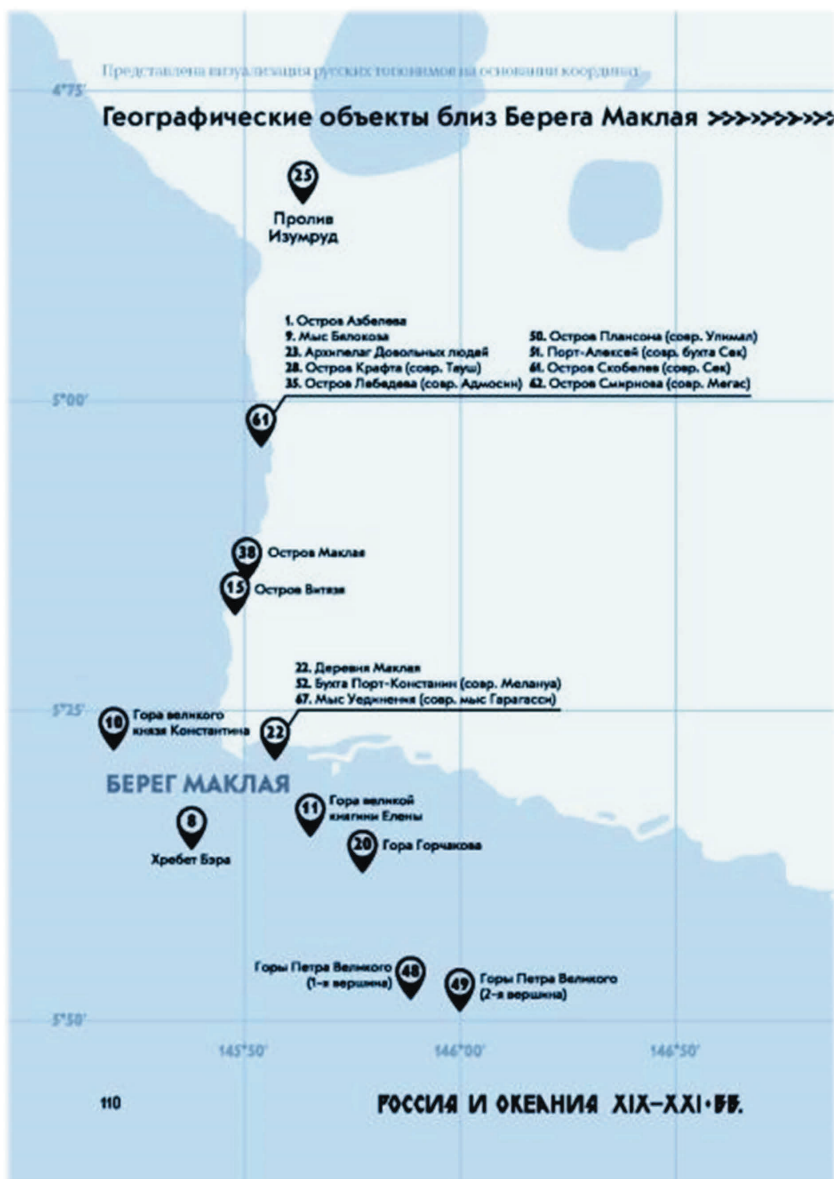 Представлена визуализация русских топонимов на основании координат
4°75'
Географические объекты близ Берега Маклая >>>>>>>>>>
25
Пролив
Изумруд
1. Остров Азбелева
9. Мыс Бялокоза
23. Архипелаг Довольных людей
28. Остров Крафта (совр. Тауш)
35. Остров Лебедева (совр. Адмосин)
50. Остров Плансона (совр. Улимал)
51. Порт-Алексей (совр. бухта Сек)
61. Остров Скобелев (совр. Сек)
62. Остров Смирнова (совр. Мегас)
5°00'
61
38 Остров Маклая
15 Остров Витязя
22. Деревня Маклая
52. Бухта Порт-Констанин (совр. Мелануа)
67. Мыс Уединения (совр. мыс Гарагасси)
5°25'
10 Гора великого
князя Константина
22
БЕРЕГ МАКЛАЯ
11 Гора великой
княгини Елены
8
Хребет Бэра
20 Гора Горчакова
Горы Петра Великого 48
(1-я вершина)
49 Горы Петра Великого
(2-я вершина)
5°50'
145°50' 146°00' 146°50'
110 РОССИЯ И ОКЕАНИЯ XIX–XXI ВВ.